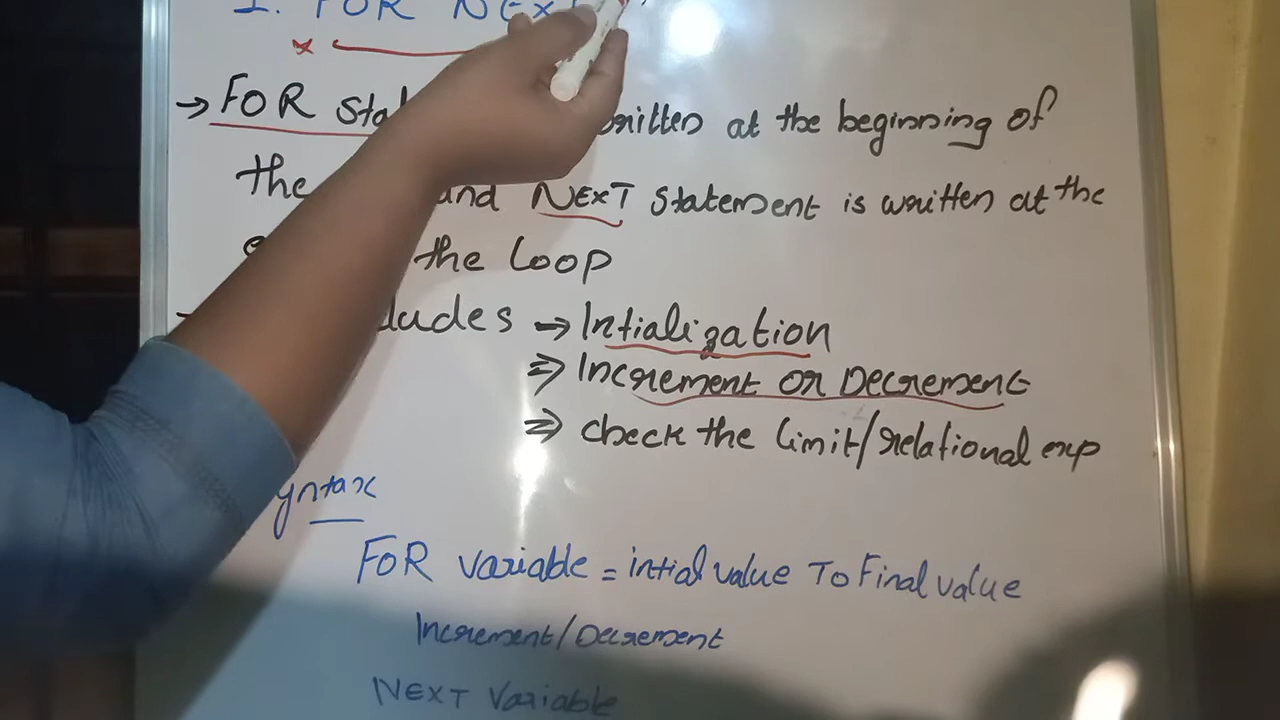 1. FOR NEXT
→ FOR written at the beginning of
the and NEXT statement is written at the
the Loop
→ Intialization
⇒ Increment or Decrement
⇒ check the limit/relational exp
yntax
FOR variable = intial value To Final value
Increment/Decrement
NEXT Variable